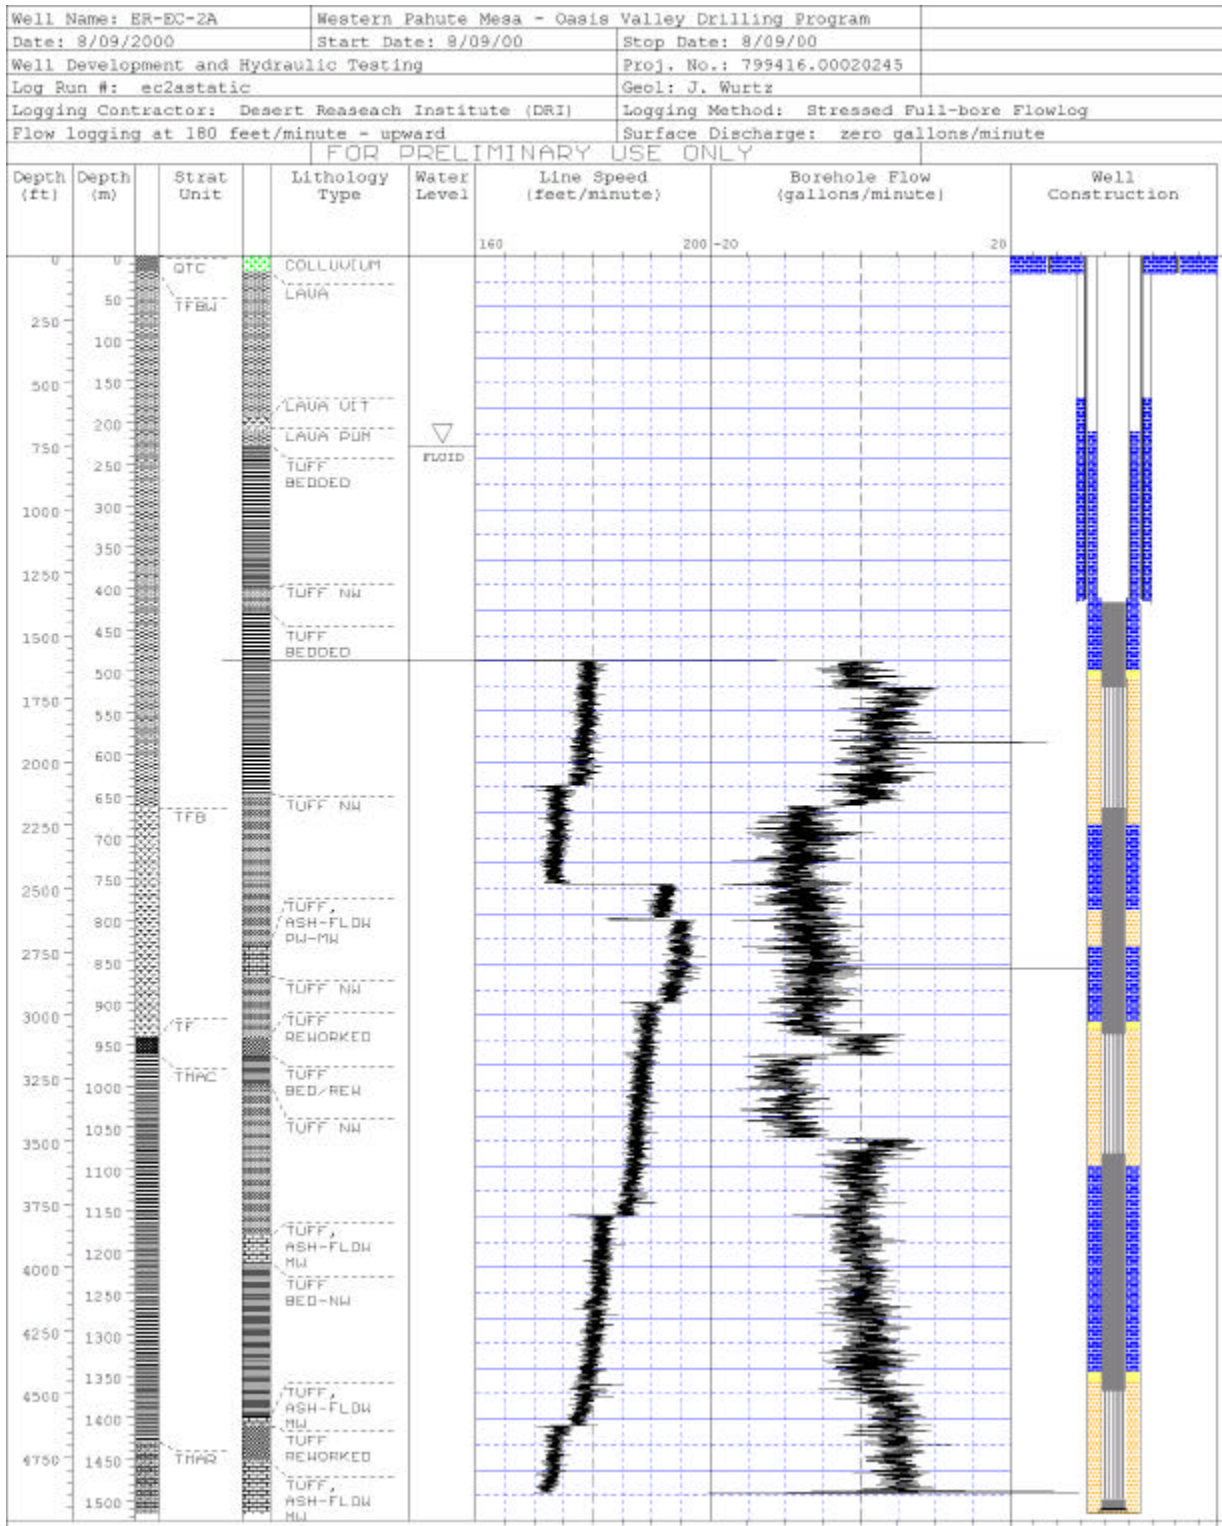 Well Name: ER-EC-2A Western Pahute Mesa - Oasis Valley Drilling Program
Date: 8/09/2000 Start Date: 8/09/00 Stop Date: 8/09/00
Well Development and Hydraulic Testing Proj. No.: 799416.00020245
Log Run #: ec2astatic Geol: J. Wurtz
Logging Contractor: Desert Reaseach Institute (DRI) Logging Method: Stressed Full-bore Flowlog
Flow logging at 180 feet/minute - upward Surface Discharge: zero gallons/minute
FOR PRELIMINARY USE ONLY
Depth Depth Strat Lithology Water Line Speed Borehole Flow Well
(ft) (m) Unit Type Level (feet/minute) (gallons/minute) Construction
160 200 -20 20
0 0 QTC COLLUVIUM
LAVA
50 TFBW
250
100
150
500
LAVA VIT
200
LAVA PUM
750 FLUID
250 TUFF
BEDDED
1000 300
350
1250
400 TUFF NW
450
1500 TUFF
BEDDED
500
1750
550
600
2000
650 TUFF NW
2250 TFB
700
750
2500
TUFF,
800 ASH-FLOW
PW-MW
2750
850
TUFF NW
900
3000 TF TUFF
REWORKED
950
3250 TMAC TUFF
1000 BED/REW
1050 TUFF NW
3500
1100
3750 1150
TUFF,
1200 ASH-FLOW
MW
4000
TUFF
1250 BED-NW
4250 1300
1350
4500 TUFF,
ASH-FLOW
1400 MW
TUFF
4750 1450 TMAR REWORKED
TUFF,
1500 ASH-FLOW
MW